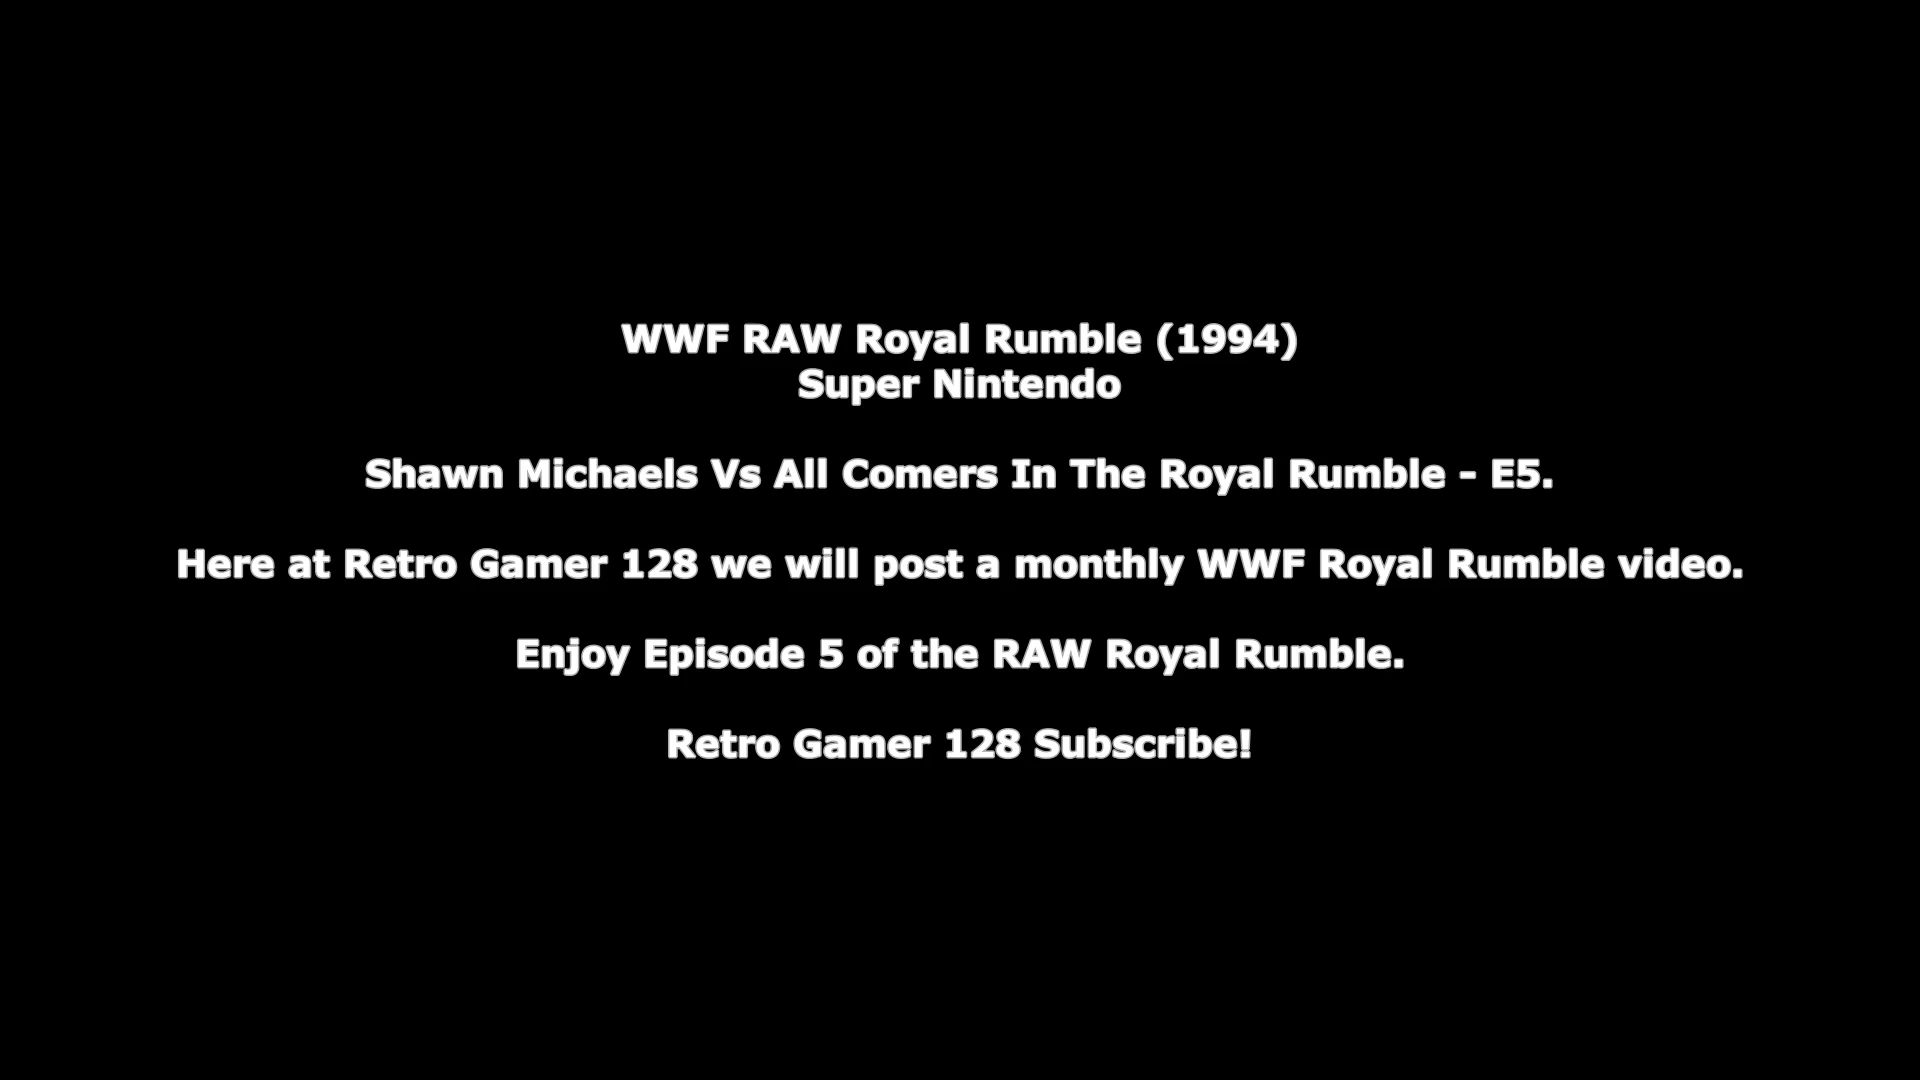 WWF RAW Royal Rumble (1994)
Super Nintendo
Shawn Michaels Vs All Comers In The Royal Rumble - E5.
Here at Retro Gamer 128 we will post a monthly WWF Royal Rumble video.
Enjoy Episode 5 of the RAW Royal Rumble.
Retro Gamer 128 Subscribe!